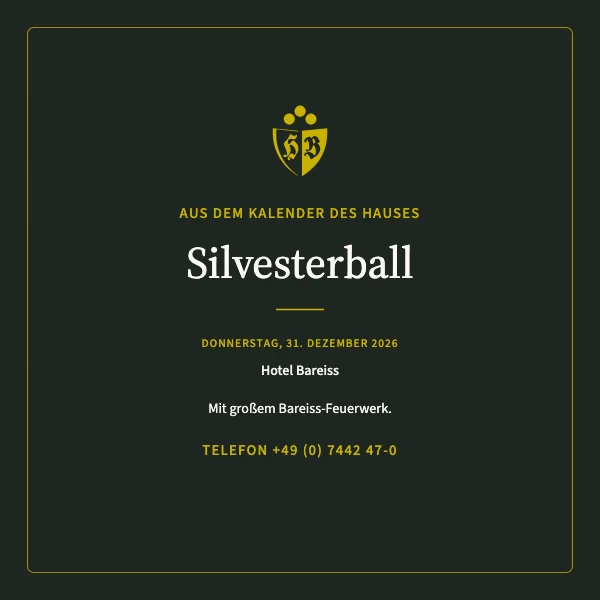 HB
AUS DEM KALENDER DES HAUSES
Silvesterball
DONNERSTAG, 31. DEZEMBER 2026
Hotel Bareiss
Mit großem Bareiss-Feuerwerk.
TELEFON +49 (0) 7442 47-0